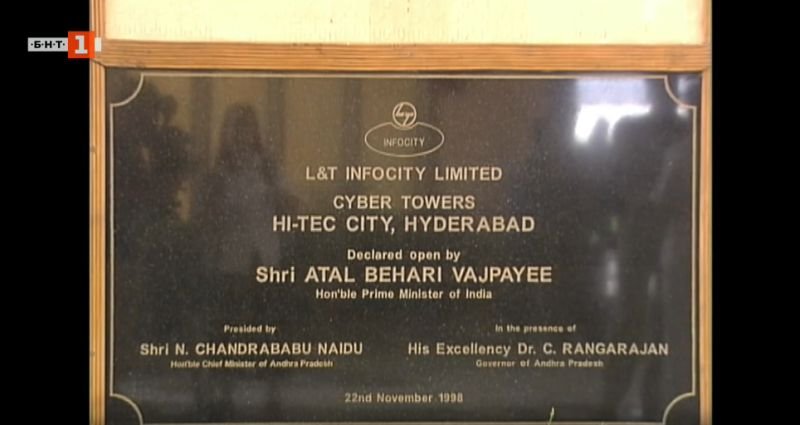 БНТ 1
L&T
INFOCITY
L&T INFOCITY LIMITED
CYBER TOWERS
HI-TEC CITY, HYDERABAD
Declared open by
Shri ATAL BEHARI VAJPAYEE
Hon'ble Prime Minister of India
Presided by
Shri N. CHANDRABABU NAIDU
Hon'ble Chief Minister of Andhra Pradesh
In the presence of
His Excellency Dr. C. RANGARAJAN
Governor of Andhra Pradesh
22nd November 1998